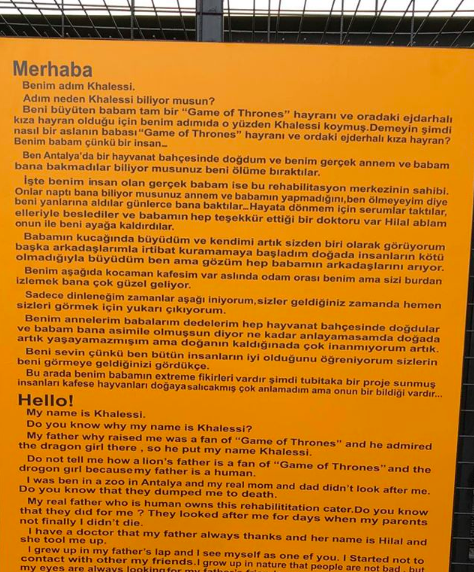 Merhaba
Benim adım Khalessi.
Adım neden Khalessi biliyor musun?
Beni büyüten babam tam bir "Game of Thrones" hayranı ve oradaki ejdarhalı
kıza hayran olduğu için benim adımıda o yüzden Khalessi koymuş.Demeyin şimdi
nasıl bir aslanın babası "Game of Thrones" hayranı ve ordaki ejderhalı kıza hayran?
Benim babam çünkü bir insan...
Ben Antalya'da bir hayvanat bahçesinde doğdum ve benim gerçek annem ve babam
bana bakmadılar biliyor musunuz beni ölüme bıraktılar.
İşte benim insan olan gerçek babam ise bu rehabilitasyon merkezinin sahibi.
Onlar naptı bana biliyor musunuz annem ve babamın yapmadığını,ben ölmeyeyim diye
beni yanlarına aldılar günlerce bana baktılar...Hayata dönmem için serumlar taktılar,
elleriyle beslediler ve babamın hep teşekkür ettiği bir doktoru var Hilal ablam
onun ile beni ayağa kaldırdılar.
Babamın kucağında büyüdüm ve kendimi artık sizden biri olarak görüyorum
başka arkadaşlarımla irtibat kuramamaya başladım doğada insanların kötü
olmadığıyla büyüdüm ben ama gözüm hep babamın arkadaşlarını arıyor.
Benim aşağıda kocaman kafesim var aslında odam orası benim ama sizi burdan
izlemek bana çok güzel geliyor.
Sadece dinleneğim zamanlar aşağı iniyorum,sizler geldiğiniz zamanda hemen
sizleri görmek için yukarı çıkıyorum.
Benim annelerim babalarım dedelerim hep hayvanat bahçesinde doğdular
ve babam bana asimile olmuşsun diyor ne kadar anlayamasamda doğada
artık yaşayamazmışım ama doğanın kaldığınada çok inanmıyorum artık.
Beni sevin çünkü ben bütün insanların iyi olduğunu öğreniyorum sizlerin
beni görmeye geldiğinizi gördükçe.
Bu arada benim babamın extreme fikirleri vardır şimdi tubitaka bir proje sunmuş
insanları kafese hayvanları doğaya salıcakmış çok anlamadım ama onun bir bildiği vardır...
Hello!
My name is Khalessi.
Do you know why my name is Khalessi?
My father why raised me was a fan of "Game of Thrones" and he admired
the dragon girl there , so he put my name Khalessi.
Do not tell me how a lion's father is a fan of "Game of Thrones" and the
drogon girl because my father is a human.
I was ben in a zoo in Antalya and my real mom and dad didn't look after me.
Do you know that they dumped me to death.
My real father who is human owns this rehabilititation cater.Do you know
that they did for me ? They looked after me for days when my parents
not finally I didn't die.
I have a doctor that my father always thanks and her name is Hilal and
she tool me up.
I grew up in my father's lap and I see myself as one ef you. I Started not to
contact with other my friends.I grow up in nature that people are not bad , but
my eyes are always looking for my father's